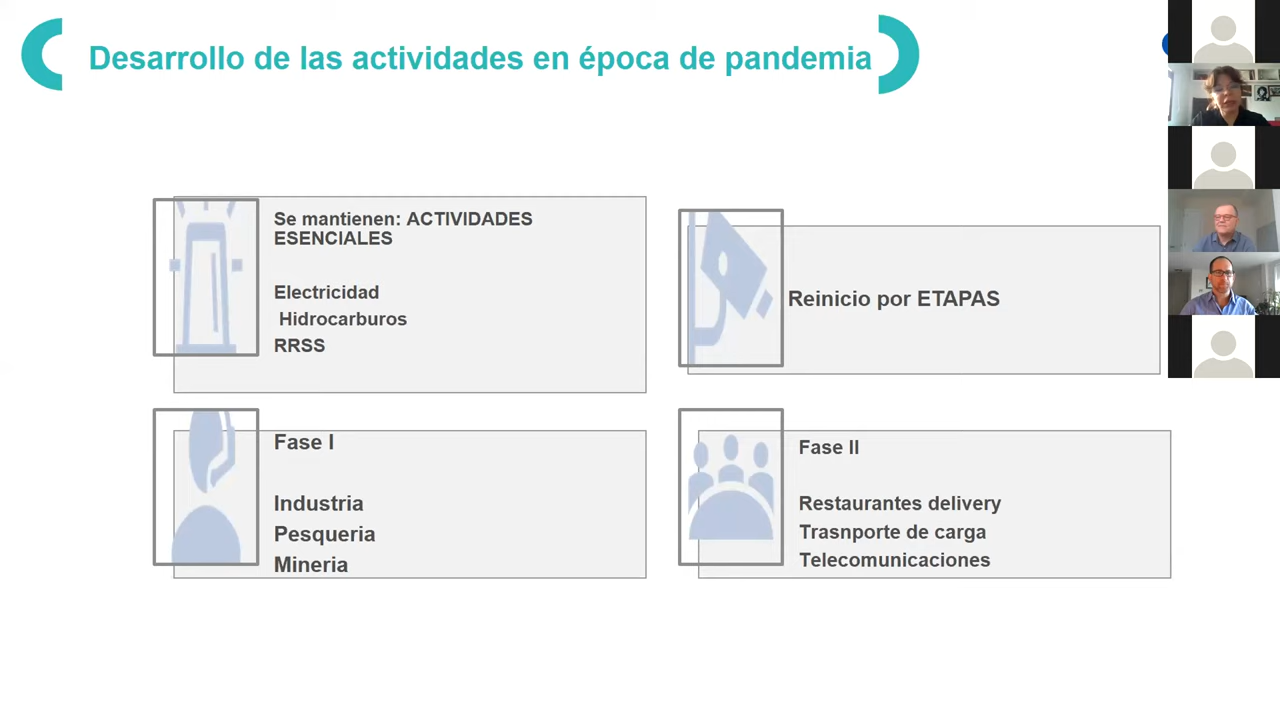 Desarrollo de las actividades en época de pandemia
Se mantienen: ACTIVIDADES
ESENCIALES
Electricidad
Hidrocarburos
RRSS
Reinicio por ETAPAS
Fase I
Industria
Pesqueria
Mineria
Fase II
Restaurantes delivery
Trasnporte de carga
Telecomunicaciones